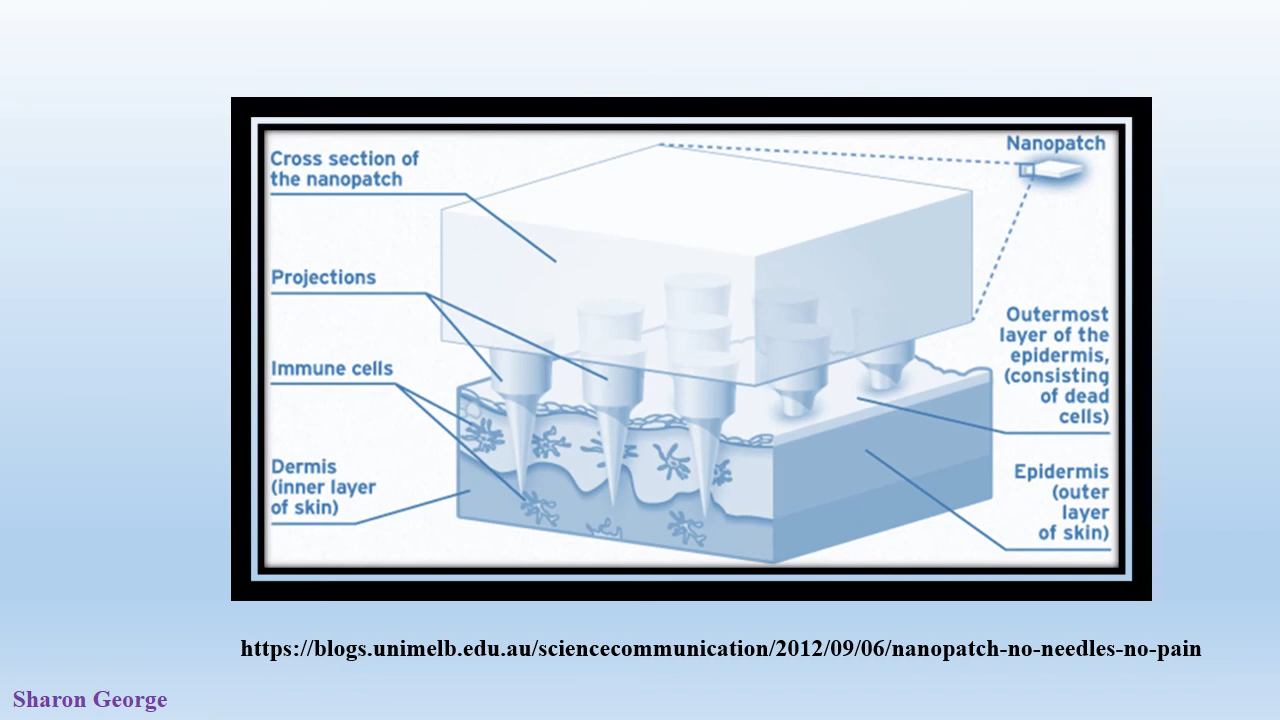 Cross section of
the nanopatch
Projections
Immune cells
Dermis
(inner layer
of skin)
Nanopatch
Outermost
layer of the
epidermis,
(consisting
of dead
cells)
Epidermis
(outer
layer
of skin)
https://blogs.unimelb.edu.au/sciencecommunication/2012/09/06/nanopatch-no-needles-no-pain
Sharon George